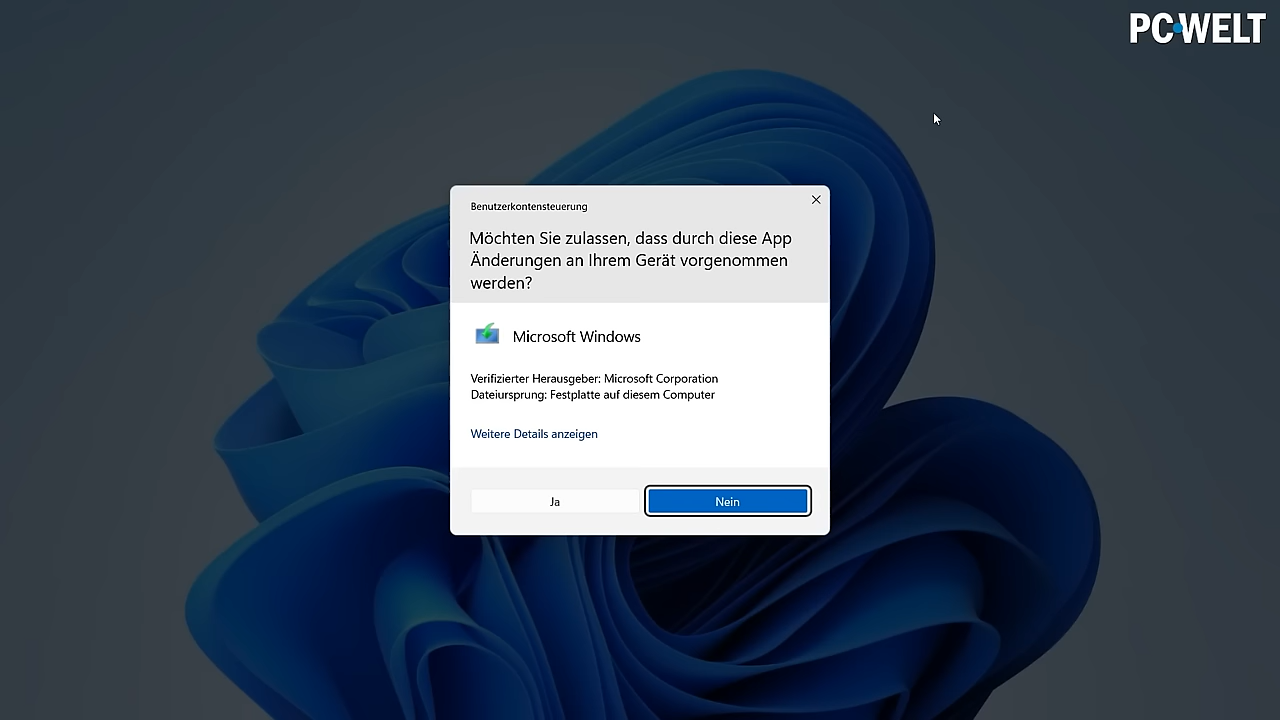 PC WELT
Benutzerkontensteuerung
Möchten Sie zulassen, dass durch diese App
Änderungen an Ihrem Gerät vorgenommen
werden?
Microsoft Windows
Verifizierter Herausgeber: Microsoft Corporation
Dateiursprung: Festplatte auf diesem Computer
Weitere Details anzeigen
Ja
Nein